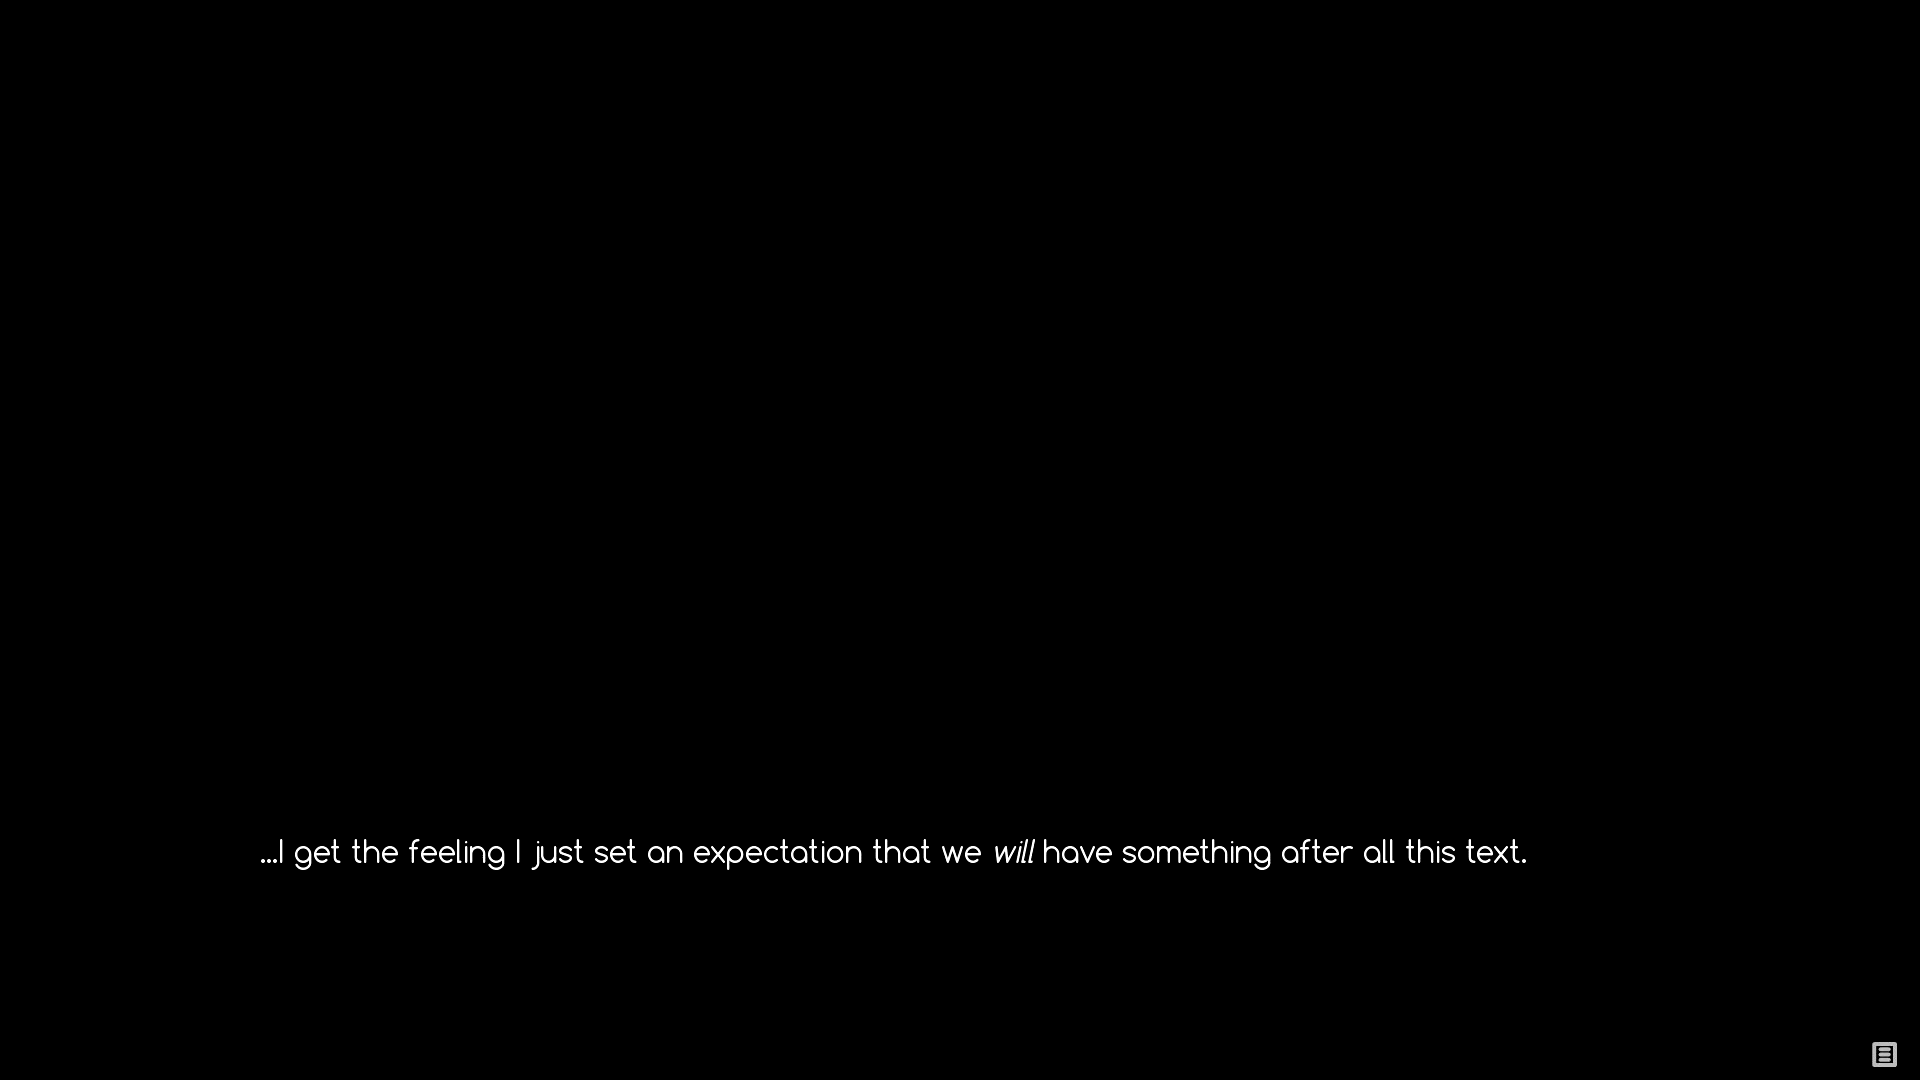 ...I get the feeling I just set an expectation that we will have something after all this text.